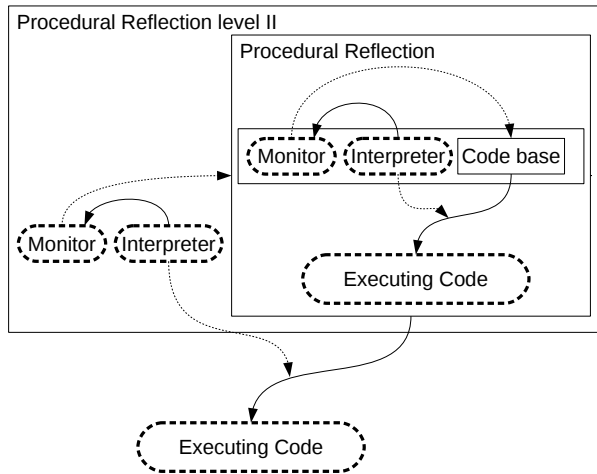 Procedural Reflection level II
Procedural Reflection
Monitor
Interpreter
Code base
Monitor
Interpreter
Executing Code
Executing Code